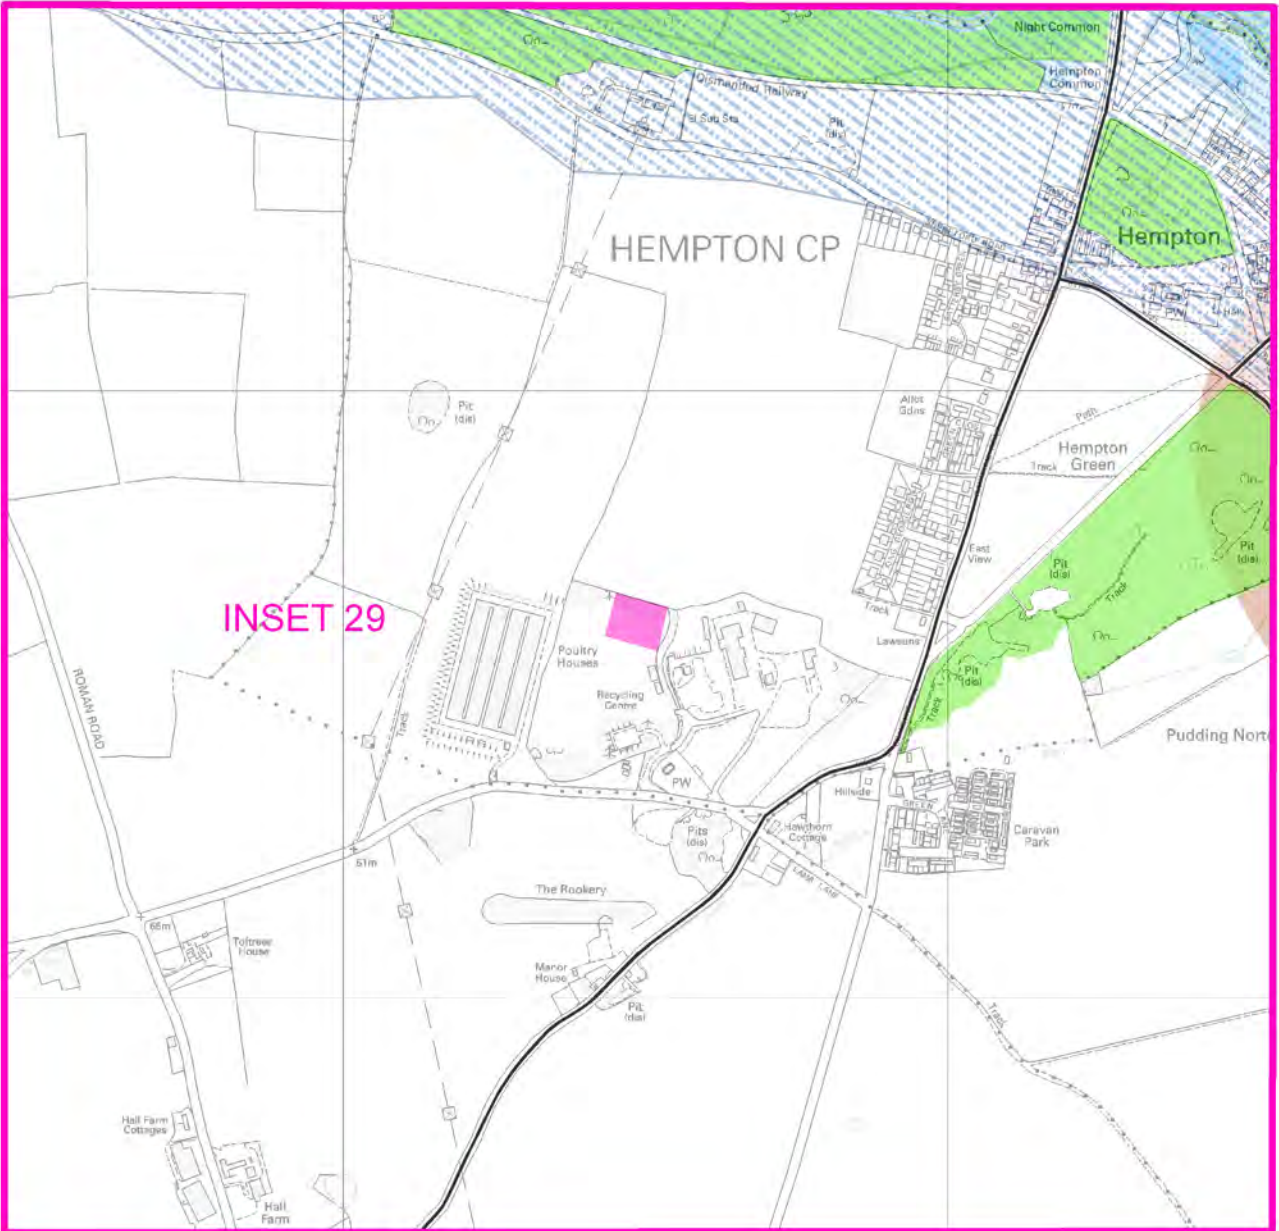 Night Common
Hempton
Common
Dismantled Railway
El Sub Sta
Pit
(dis)
Hempton
HEMPTON CP
PW
Pit
(dis)
Allot
Gdns
Path
Hempton
Green
Track
East
View
Pit
(dis)
Pit
(dis)
Track
INSET 29
Track
Lawsons
Poultry
Houses
Pit
(dis)
Track
ROMAN ROAD
Recycling
Centre
Track
Pudding Nort
PW
Hillside
GREEN
Pits
(dis)
Hawthorn
Cottage
Caravan
Park
61m
LANE
The Rookery
66m
Toftrees
House
Manor
House
Pit
(dis)
Track
Hall Farm
Cottages
Hall
Farm